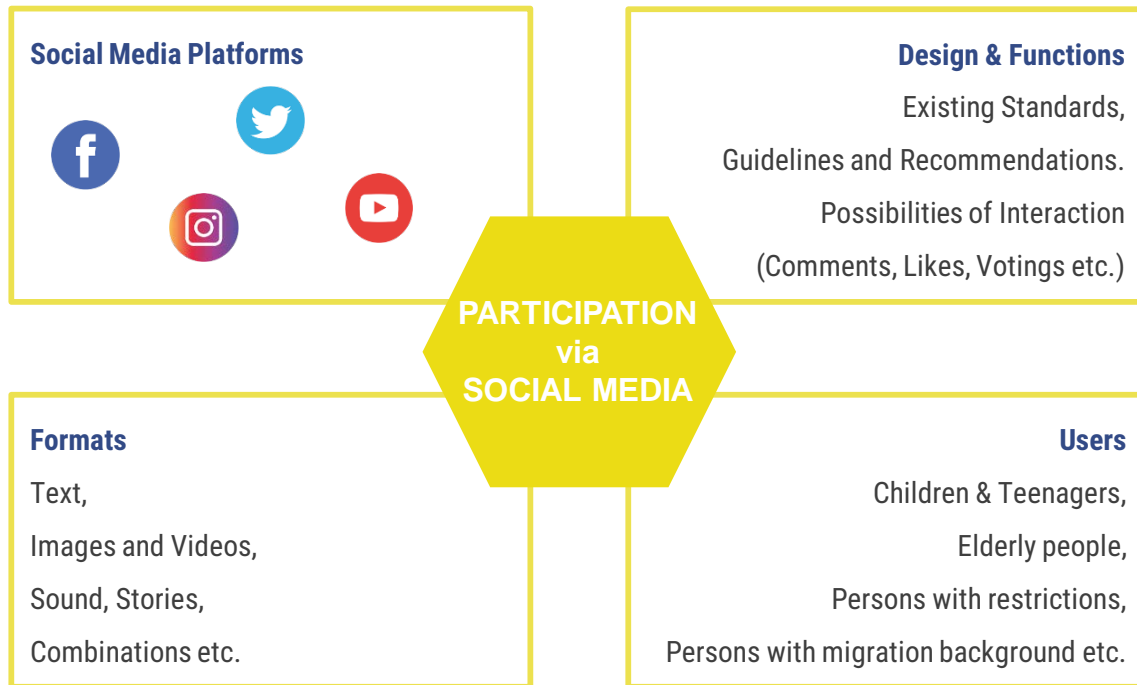 Social Media Platforms
Design & Functions
Existing Standards,
Guidelines and Recommendations.
Possibilities of Interaction
(Comments, Likes, Votings etc.)
PARTICIPATION
via
SOCIAL MEDIA
Formats
Text,
Images and Videos,
Sound, Stories,
Combinations etc.
Users
Children & Teenagers,
Elderly people,
Persons with restrictions,
Persons with migration background etc.